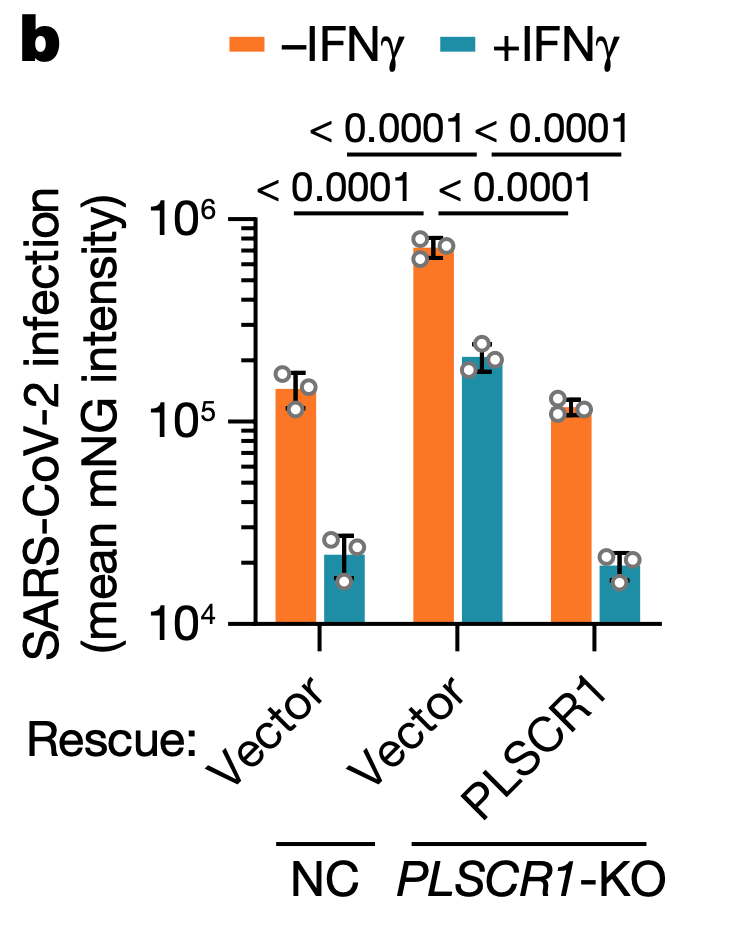 b
–IFNγ +IFNγ
< 0.0001 < 0.0001
< 0.0001 < 0.0001
SARS-CoV-2 infection
(mean mNG intensity)
10⁶
10⁵
10⁴
Rescue: Vector Vector PLSCR1
NC PLSCR1-KO